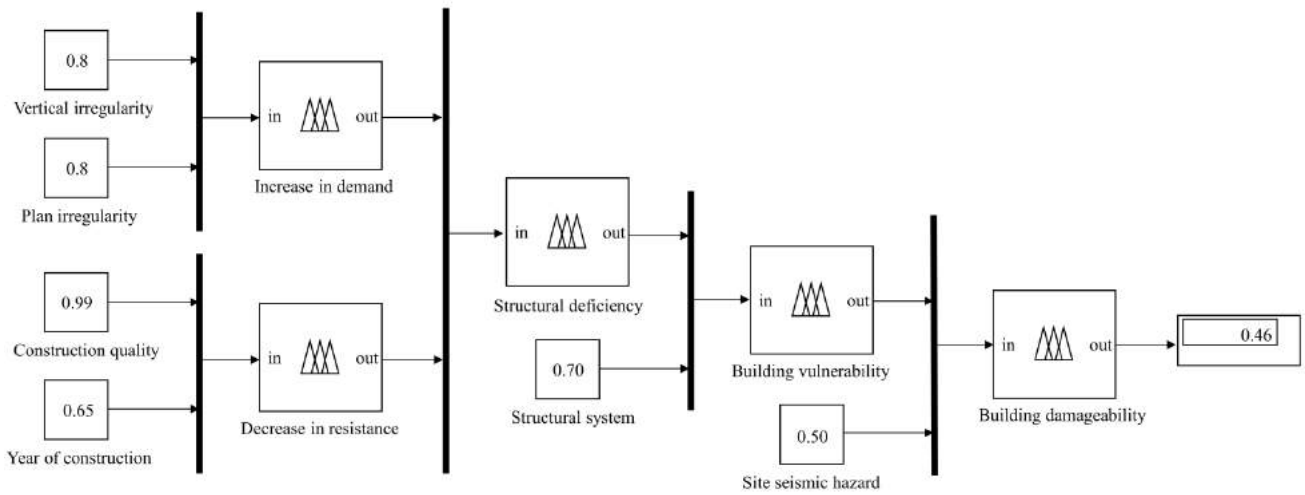 0.8
Vertical irregularity
0.8
Plan irregularity
in
out
Increase in demand
0.99
Construction quality
0.65
Year of construction
in
out
Decrease in resistance
in
out
Structural deficiency
0.70
Structural system
in
out
Building vulnerability
0.50
Site seismic hazard
in
out
Building damageability
0.46